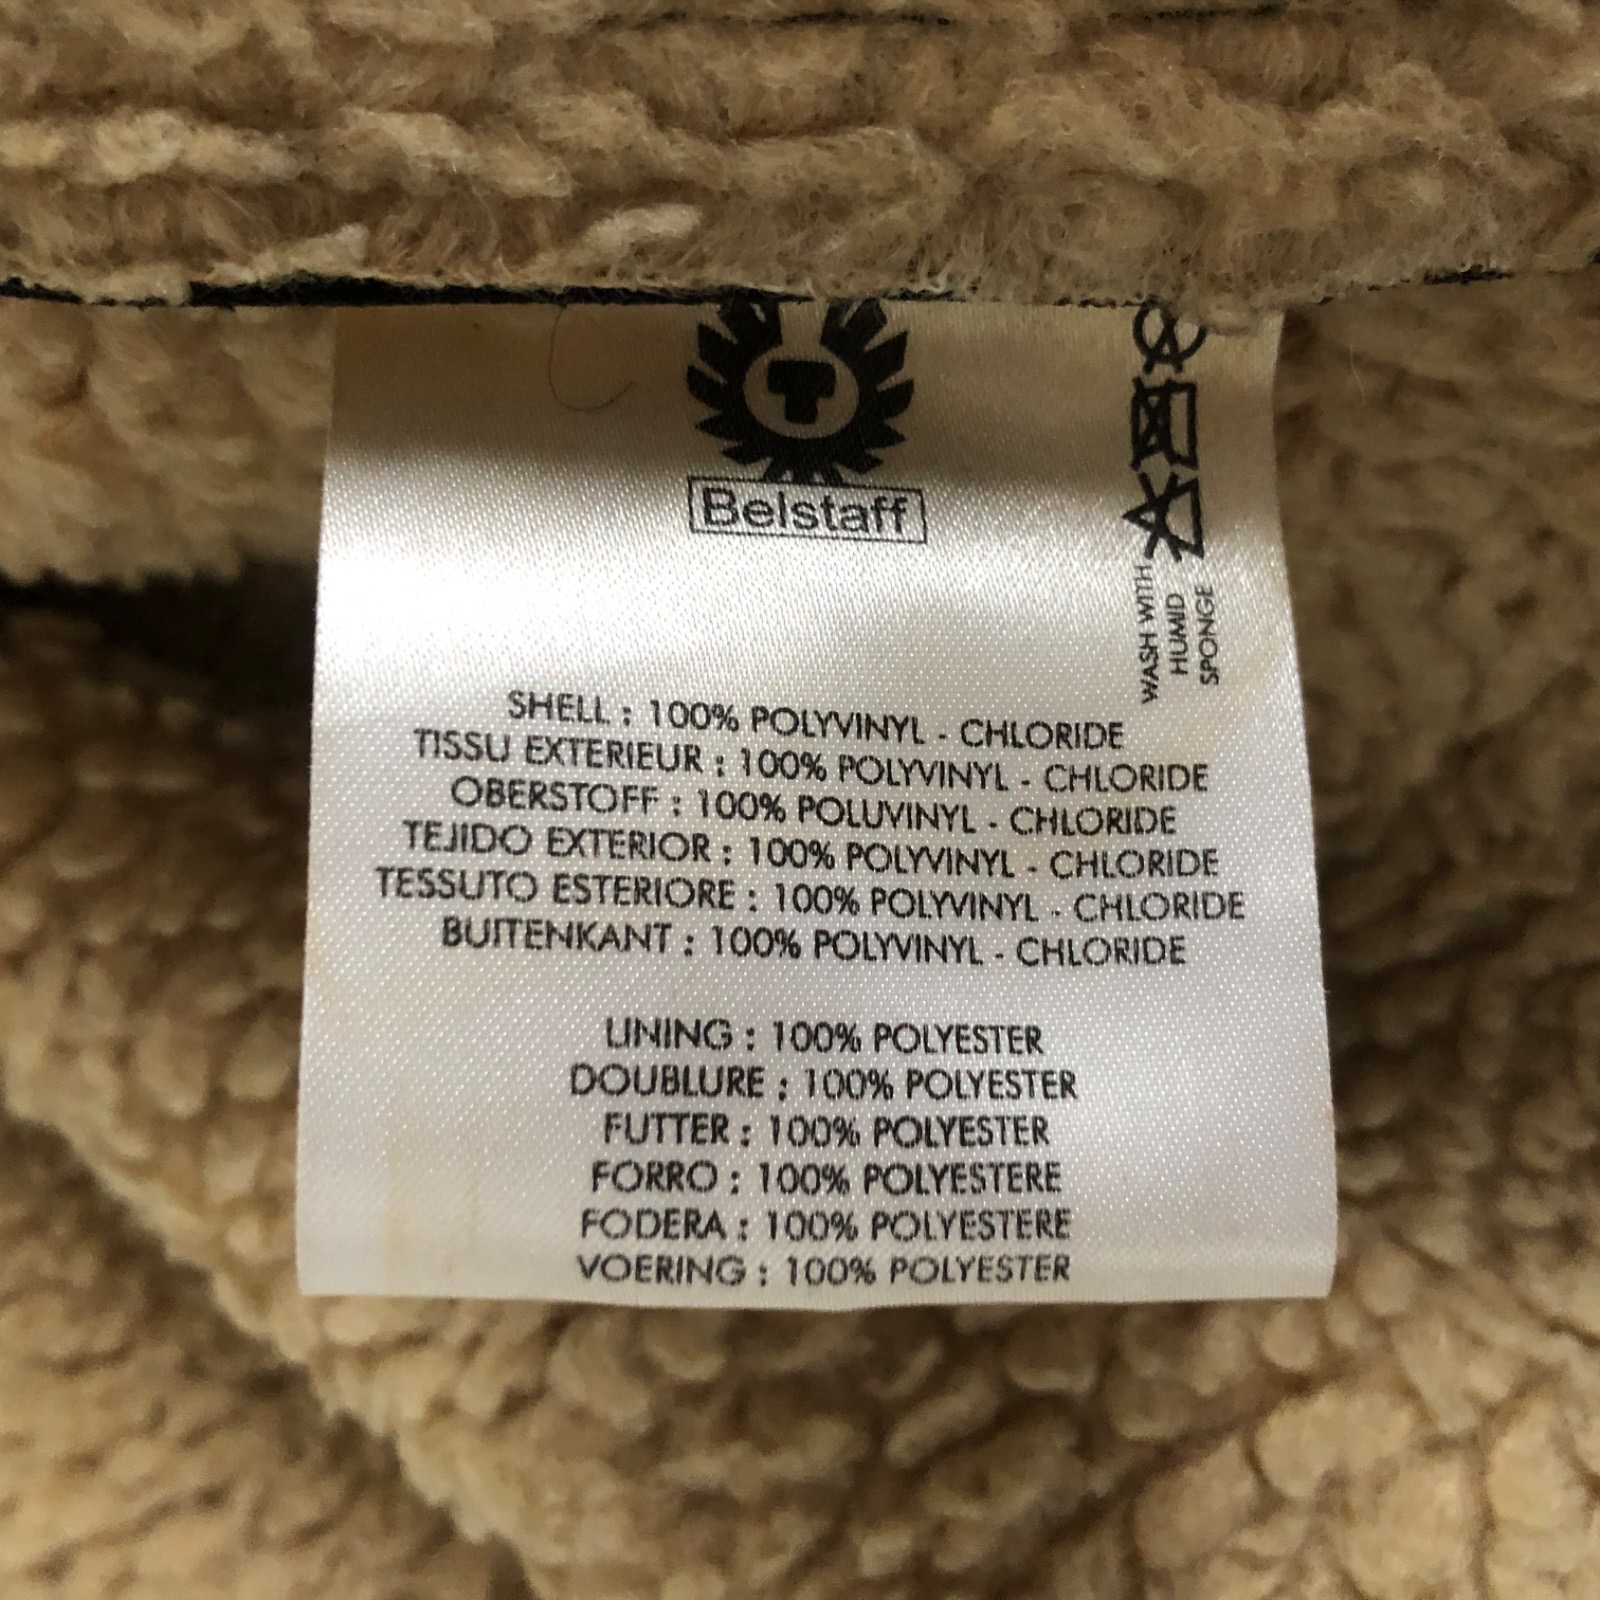 Belstaff
WASH WITH
HUMID
SPONGE
SHELL : 100% POLYVINYL - CHLORIDE
TISSU EXTERIEUR : 100% POLYVINYL - CHLORIDE
OBERSTOFF : 100% POLUVINYL - CHLORIDE
TEJIDO EXTERIOR : 100% POLYVINYL - CHLORIDE
TESSUTO ESTERIORE : 100% POLYVINYL - CHLORIDE
BUITENKANT : 100% POLYVINYL - CHLORIDE
LINING : 100% POLYESTER
DOUBLURE : 100% POLYESTER
FUTTER : 100% POLYESTER
FORRO : 100% POLYESTERE
FODERA : 100% POLYESTERE
VOERING : 100% POLYESTER